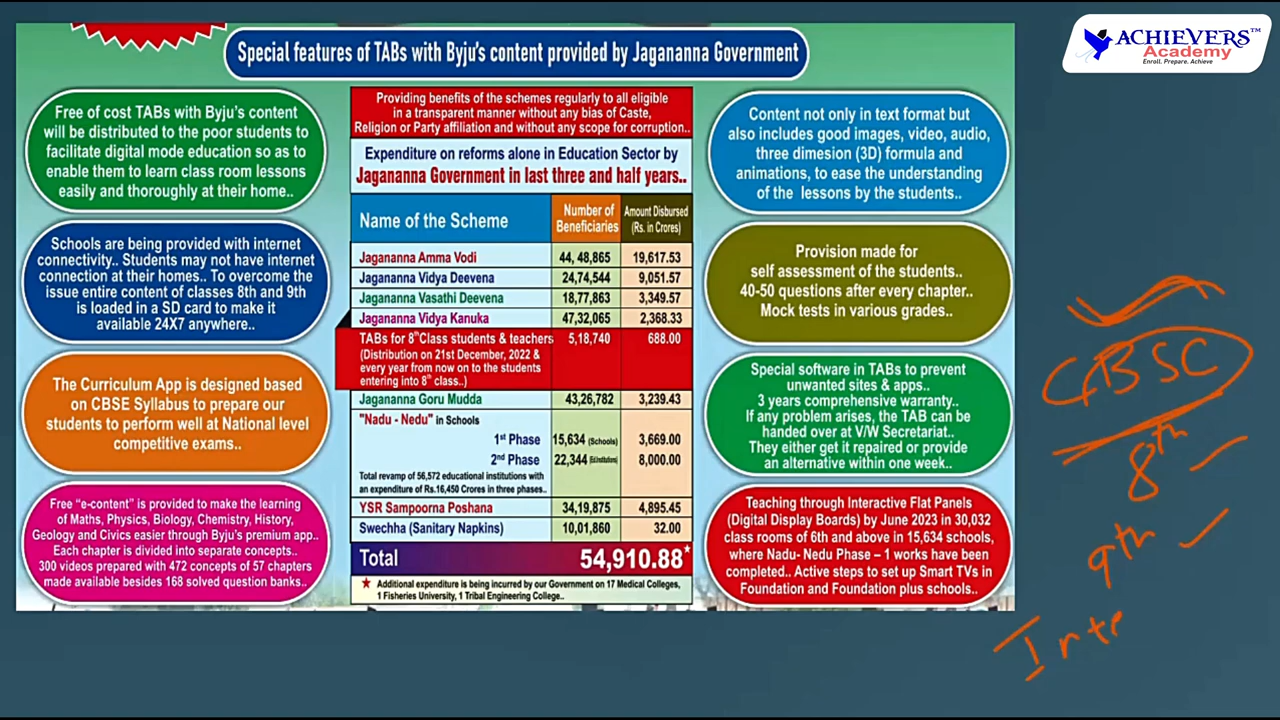 ACHIEVERS™
Academy
Enroll. Prepare. Achieve
Special features of TABs with Byju's content provided by Jagananna Government
Free of cost TABs with Byju's content
will be distributed to the poor students to
facilitate digital mode education so as to
enable them to learn class room lessons
easily and thoroughly at their home..
Schools are being provided with internet
connectivity.. Students may not have internet
connection at their homes.. To overcome the
issue entire content of classes 8th and 9th
is loaded in a SD card to make it
available 24X7 anywhere..
The Curriculum App is designed based
on CBSE Syllabus to prepare our
students to perform well at National level
competitive exams..
Free “e-content” is provided to make the learning
of Maths, Physics, Biology, Chemistry, History,
Geology and Civics easier through Byju's premium app..
Each chapter is divided into separate concepts..
300 videos prepared with 472 concepts of 57 chapters
made available besides 168 solved question banks..
Providing benefits of the schemes regularly to all eligible
in a transparent manner without any bias of Caste,
Religion or Party affiliation and without any scope for corruption..
Expenditure on reforms alone in Education Sector by
Jagananna Government in last three and half years..
Name of the Scheme Number of Beneficiaries Amount Disbursed (Rs. in Crores)
Jagananna Amma Vodi 44, 48,865 19,617.53
Jagananna Vidya Deevena 24,74,544 9,051.57
Jagananna Vasathi Deevena 18,77,863 3,349.57
Jagananna Vidya Kanuka 47,32,065 2,368.33
TABs for 8th Class students & teachers 5,18,740 688.00
(Distribution on 21st December, 2022 &
every year from now on to the students
entering into 8th class..)
Jagananna Goru Mudda 43,26,782 3,239.43
"Nadu - Nedu" in Schools
1st Phase 15,634 (Schools) 3,669.00
2nd Phase 22,344 (Edi.Institutions) 8,000.00
Total revamp of 56,572 educational institutions with
an expenditure of Rs.16,450 Crores in three phases..
YSR Sampoorna Poshana 34,19,875 4,895.45
Swechha (Sanitary Napkins) 10,01,860 32.00
Total 54,910.88*
★ Additional expenditure is being incurred by our Government on 17 Medical Colleges,
1 Fisheries University, 1 Tribal Engineering College..
Content not only in text format but
also includes good images, video, audio,
three dimesion (3D) formula and
animations, to ease the understanding
of the lessons by the students..
Provision made for
self assessment of the students..
40-50 questions after every chapter..
Mock tests in various grades..
Special software in TABs to prevent
unwanted sites & apps..
3 years comprehensive warranty..
If any problem arises, the TAB can be
handed over at V/W Secretariat..
They either get it repaired or provide
an alternative within one week..
Teaching through Interactive Flat Panels
(Digital Display Boards) by June 2023 in 30,032
class rooms of 6th and above in 15,634 schools,
where Nadu- Nedu Phase – 1 works have been
completed.. Active steps to set up Smart TVs in
Foundation and Foundation plus schools..
CBSC
8th
9th
Inte